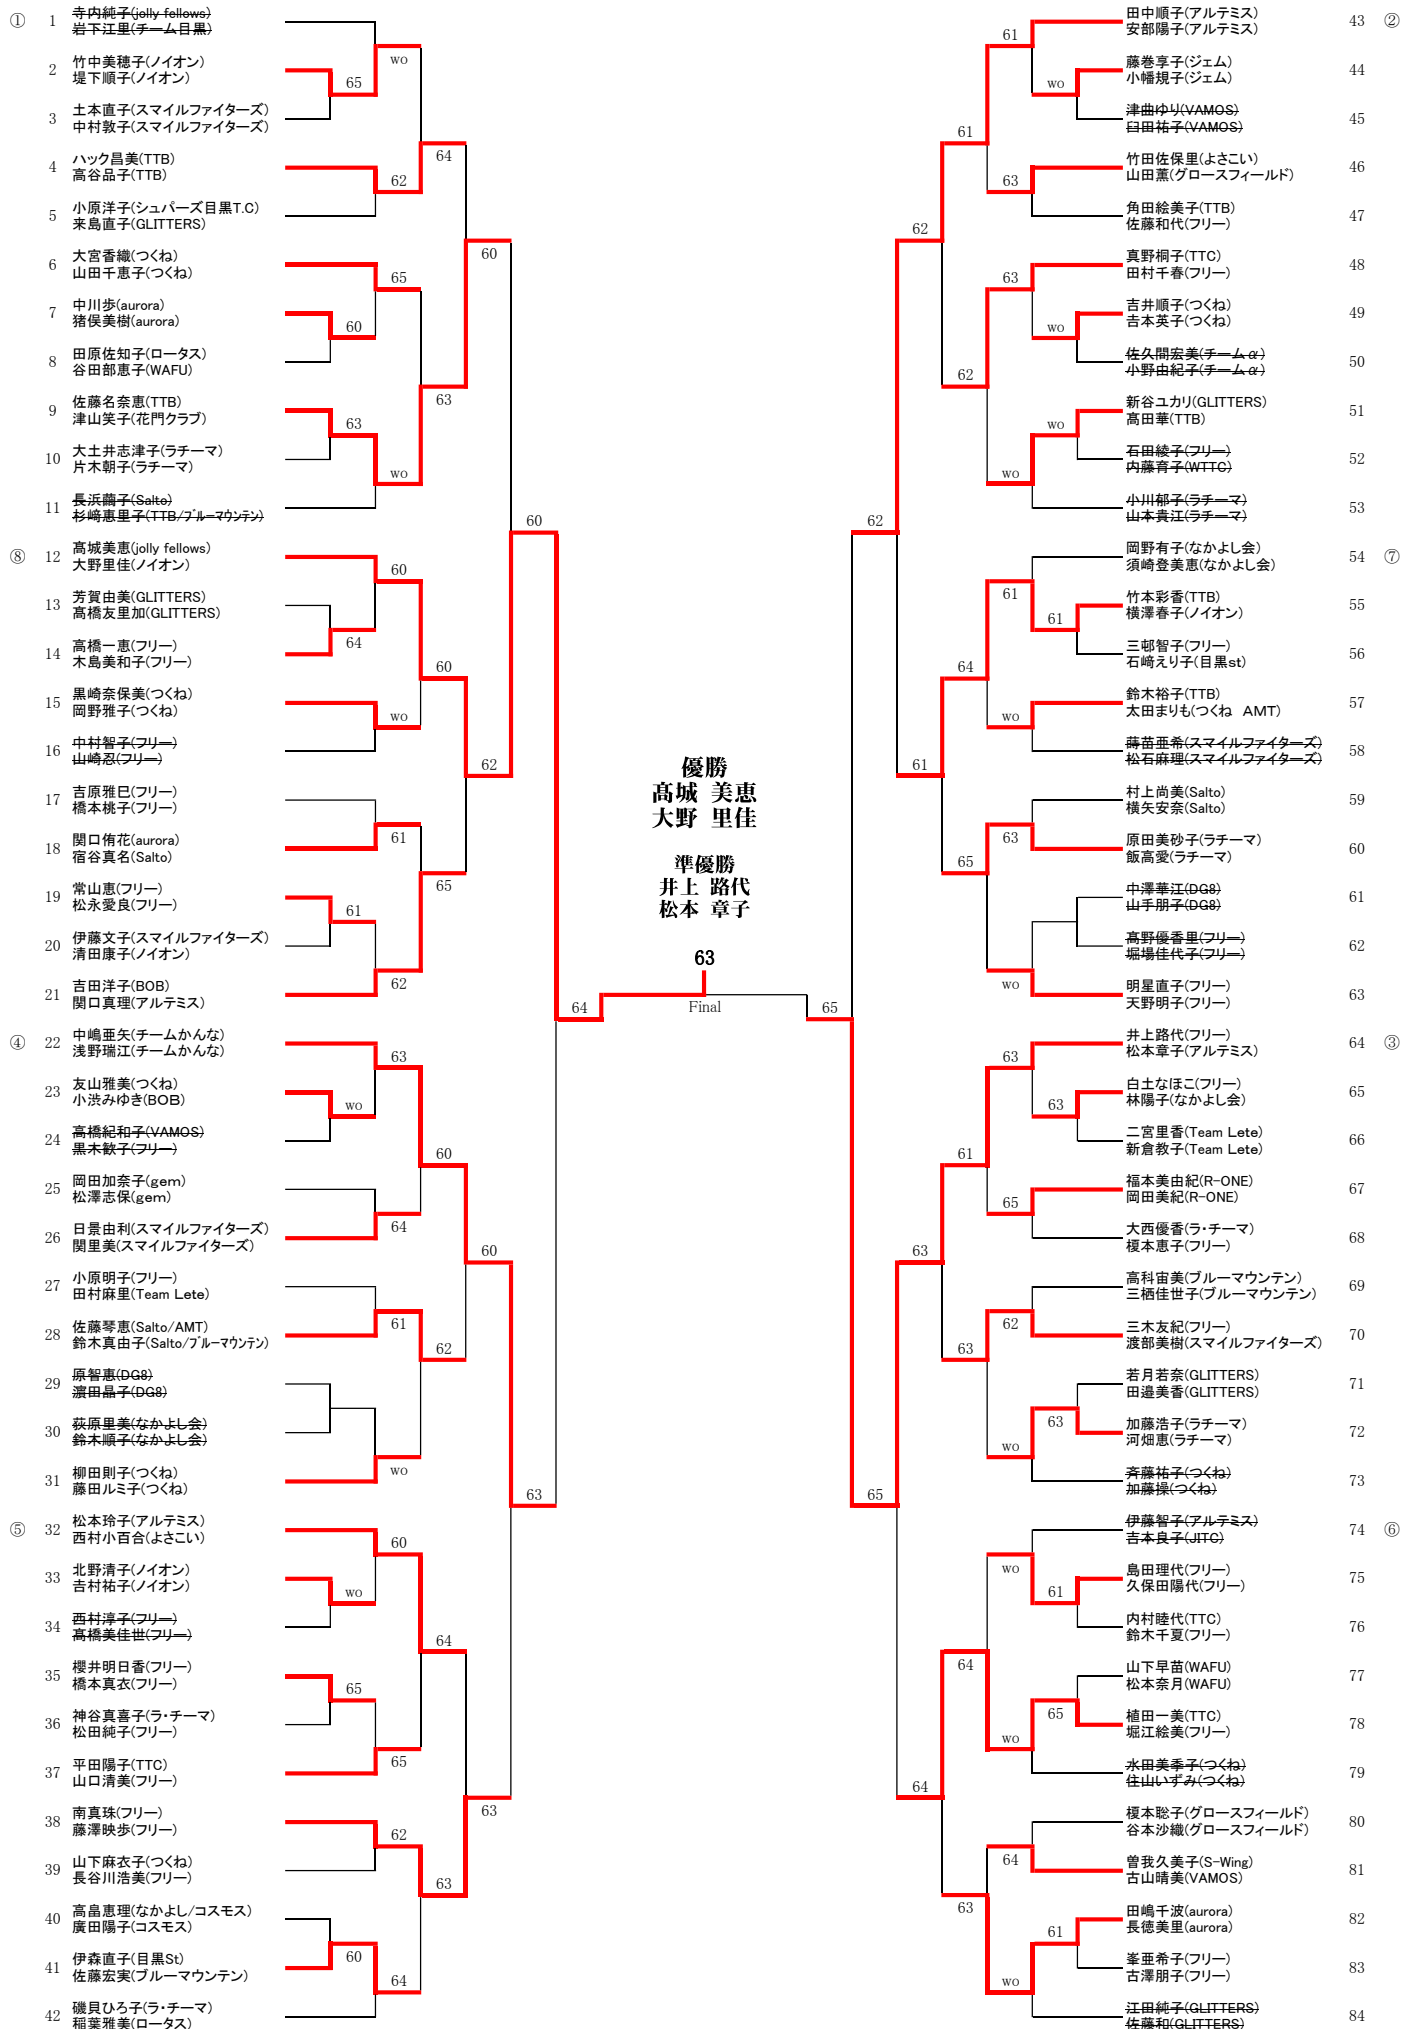 ① 1 寺内純子(jolly fellows)
岩下江里(チーム目黒)
2 竹中美穂子(ノイオン)
堤下順子(ノイオン)
3 土本直子(スマイルファイターズ)
中村敦子(スマイルファイターズ)
4 ハック昌美(TTB)
高谷品子(TTB)
5 小原洋子(シュパーズ目黒T.C)
来島直子(GLITTERS)
6 大宮香織(つくね)
山田千恵子(つくね)
7 中川歩(aurora)
猪俣美樹(aurora)
8 田原佐知子(ロータス)
谷田部恵子(WAFU)
9 佐藤名奈恵(TTB)
津山笑子(花門クラブ)
10 大土井志津子(ラチーマ)
片木朝子(ラチーマ)
11 長浜繭子(Salto)
杉﨑恵里子(TTB/ブルーマウンテン)
⑧ 12 髙城美恵(jolly fellows)
大野里佳(ノイオン)
13 芳賀由美(GLITTERS)
髙橋友里加(GLITTERS)
14 高橋一恵(フリー)
木島美和子(フリー)
15 黒崎奈保美(つくね)
岡野雅子(つくね)
16 中村智子(フリー)
山崎忍(フリー)
17 吉原雅巳(フリー)
橋本桃子(フリー)
18 関口侑花(aurora)
宿谷真名(Salto)
19 常山恵(フリー)
松永愛良(フリー)
20 伊藤文子(スマイルファイターズ)
清田康子(ノイオン)
21 吉田洋子(BOB)
関口真理(アルテミス)
④ 22 中嶋亜矢(チームかんな)
浅野瑞江(チームかんな)
23 友山雅美(つくね)
小渋みゆき(BOB)
24 高橋紀和子(VAMOS)
黒木歓子(フリー)
25 岡田加奈子(gem)
松澤志保(gem)
26 日景由利(スマイルファイターズ)
関里美(スマイルファイターズ)
27 小原明子(フリー)
田村麻里(Team Lete)
28 佐藤琴恵(Salto/AMT)
鈴木真由子(Salto/ブルーマウンテン)
29 原智恵(DG8)
濱田晶子(DG8)
30 荻原里美(なかよし会)
鈴木順子(なかよし会)
31 柳田則子(つくね)
藤田ルミ子(つくね)
⑤ 32 松本玲子(アルテミス)
西村小百合(よさこい)
33 北野清子(ノイオン)
𠮷村祐子(ノイオン)
34 西村淳子(フリー)
髙橋美佳世(フリー)
35 櫻井明日香(フリー)
橋本真衣(フリー)
36 神谷真喜子(ラ・チーマ)
松田純子(フリー)
37 平田陽子(TTC)
山口清美(フリー)
38 南真珠(フリー)
藤澤映歩(フリー)
39 山下麻衣子(つくね)
長谷川浩美(フリー)
40 高畠恵理(なかよし/コスモス)
廣田陽子(コスモス)
41 伊森直子(目黒St)
佐藤宏実(ブルーマウンテン)
42 磯貝ひろ子(ラ・チーマ)
稲葉雅美(ロータス)
65
60
63
64
61
wo
wo
65
60
wo
62
65
wo
60
wo
61
62
63
64
61
wo
60
65
62
64
64
63
60
65
60
62
64
63
60
62
60
63
60
63
64
優勝
髙城 美恵
大野 里佳
準優勝
井上 路代
松本 章子
63
Final
65
62
65
62
61
63
64
61
62
64
65
61
63
64
63
61
63
63
wo
61
wo
63
wo
63
65
62
wo
wo
wo
64
wo
wo
wo
wo
61
63
63
61
65
61
田中順子(アルテミス) 43 ②
安部陽子(アルテミス)
藤巻享子(ジェム) 44
小幡規子(ジェム)
津曲ゆり(VAMOS) 45
臼田祐子(VAMOS)
竹田佐保里(よさこい) 46
山田薫(グロースフィールド)
角田絵美子(TTB) 47
佐藤和代(フリー)
真野桐子(TTC) 48
田村千春(フリー)
吉井順子(つくね) 49
𠮷本英子(つくね)
佐久間宏美(チームα) 50
小野由紀子(チームα)
新谷ユカリ(GLITTERS) 51
髙田華(TTB)
石田綾子(フリー) 52
内藤育子(WTTC)
小川郁子(ラチーマ) 53
山本貴江(ラチーマ)
岡野有子(なかよし会) 54 ⑦
須崎登美恵(なかよし会)
竹本彩香(TTB) 55
横澤春子(ノイオン)
三邨智子(フリー) 56
石﨑えり子(目黒st)
鈴木裕子(TTB) 57
太田まりも(つくね AMT)
蒔苗亜希(スマイルファイターズ) 58
松石麻理(スマイルファイターズ)
村上尚美(Salto) 59
横矢安奈(Salto)
原田美砂子(ラチーマ) 60
飯高愛(ラチーマ)
中澤華江(DG8) 61
山手朋子(DG8)
髙野優香里(フリー) 62
堀場佳代子(フリー)
明星直子(フリー) 63
天野明子(フリー)
井上路代(フリー) 64 ③
松本章子(アルテミス)
白土なほこ(フリー) 65
林陽子(なかよし会)
二宮里香(Team Lete) 66
新倉教子(Team Lete)
福本美由紀(R-ONE) 67
岡田美紀(R-ONE)
大西優香(ラ・チーマ) 68
榎本恵子(フリー)
高科宙美(ブルーマウンテン) 69
三栖佳世子(ブルーマウンテン)
三木友紀(フリー) 70
渡部美樹(スマイルファイターズ)
若月若奈(GLITTERS) 71
田邉美香(GLITTERS)
加藤浩子(ラチーマ) 72
河畑恵(ラチーマ)
斉藤祐子(つくね) 73
加藤操(つくね)
伊藤智子(アルテミス) 74 ⑥
吉本良子(JITC)
島田理代(フリー) 75
久保田陽代(フリー)
内村睦代(TTC) 76
鈴木千夏(フリー)
山下早苗(WAFU) 77
松本奈月(WAFU)
植田一美(TTC) 78
堀江絵美(フリー)
水田美季子(つくね) 79
住山いずみ(つくね)
榎本聡子(グロースフィールド) 80
谷本沙織(グロースフィールド)
曽我久美子(S-Wing) 81
古山晴美(VAMOS)
田嶋千波(aurora) 82
長徳美里(aurora)
峯亜希子(フリー) 83
古澤朋子(フリー)
江田純子(GLITTERS) 84
佐藤和(GLITTERS)